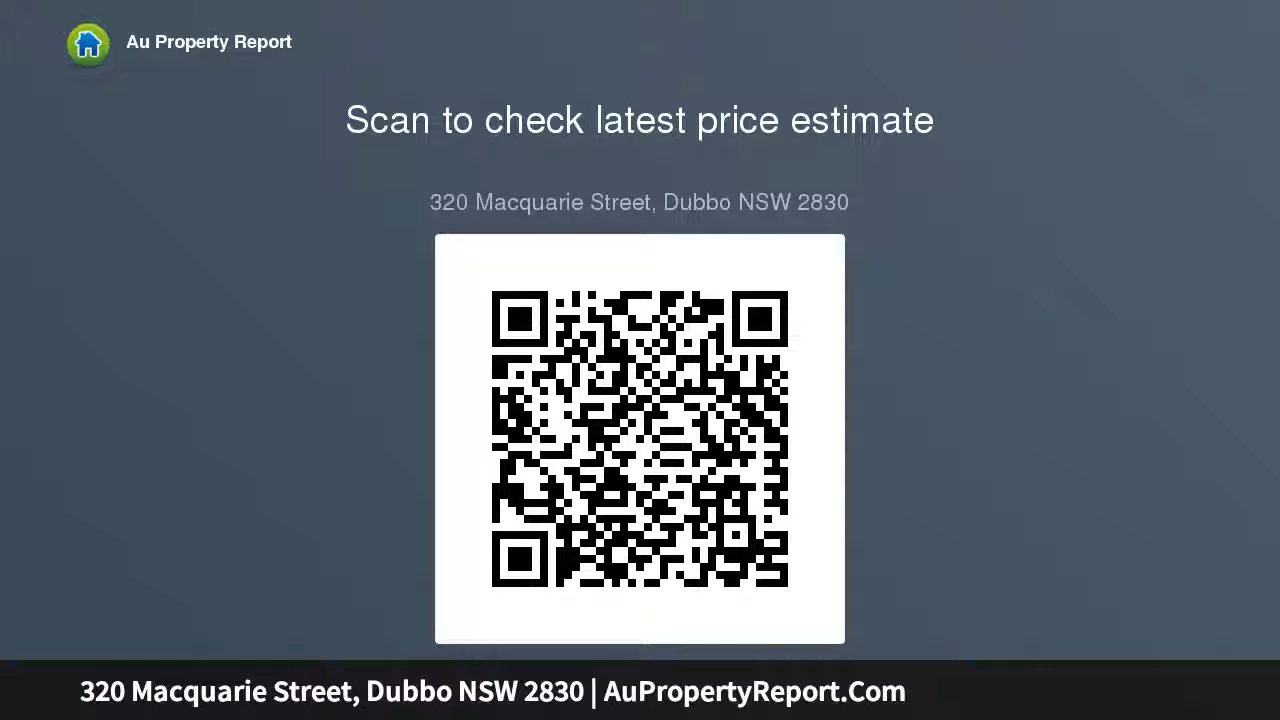 Au Property Report
Scan to check latest price estimate
320 Macquarie Street, Dubbo NSW 2830
320 Macquarie Street, Dubbo NSW 2830 | AuPropertyReport.Com